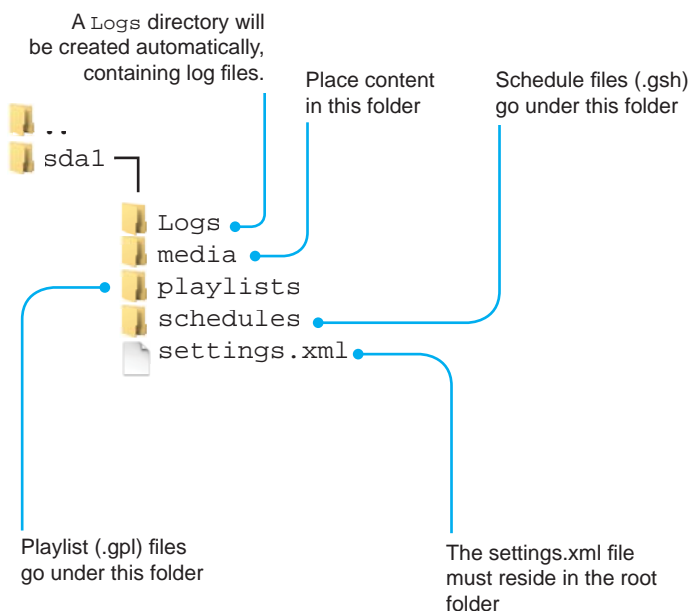 A Logs directory will
be created automatically,
containing log files.
Place content
in this folder
Schedule files (.gsh)
go under this folder
..
sda1
Logs
media
playlists
schedules
settings.xml
Playlist (.gpl) files
go under this folder
The settings.xml file
must reside in the root
folder